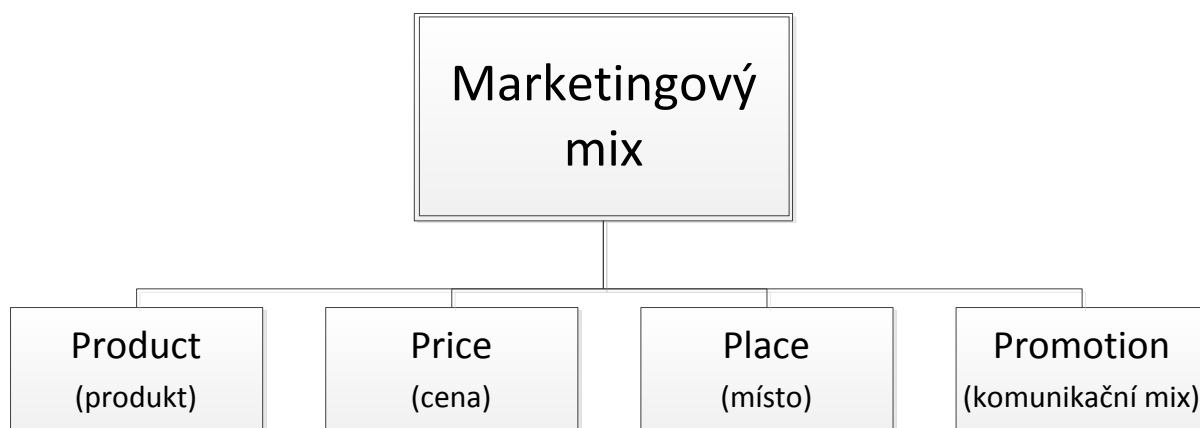 Marketingový
mix
Product
(produkt)
Price
(cena)
Place
(místo)
Promotion
(komunikační mix)